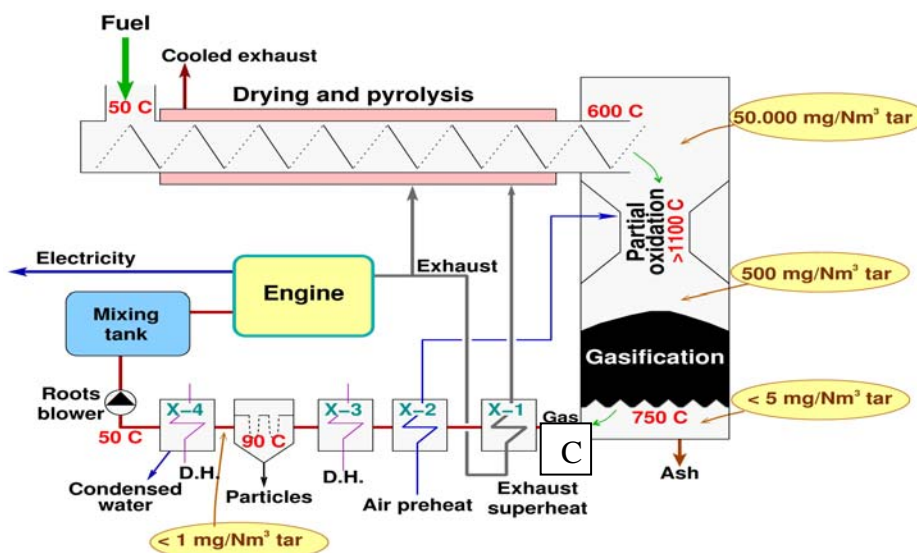 Fuel
Cooled exhaust
50 C
Drying and pyrolysis
600 C
50.000 mg/Nm³ tar
Partial
oxidation
>1100 C
Electricity
Engine
Exhaust
500 mg/Nm³ tar
Mixing
tank
Gasification
Roots
blower
X-4
X-3
X-2
X-1
Gas
C
750 C
< 5 mg/Nm³ tar
50 C
90 C
D.H.
D.H.
Condensed
water
Particles
Air preheat
Exhaust
superheat
Ash
< 1 mg/Nm³ tar